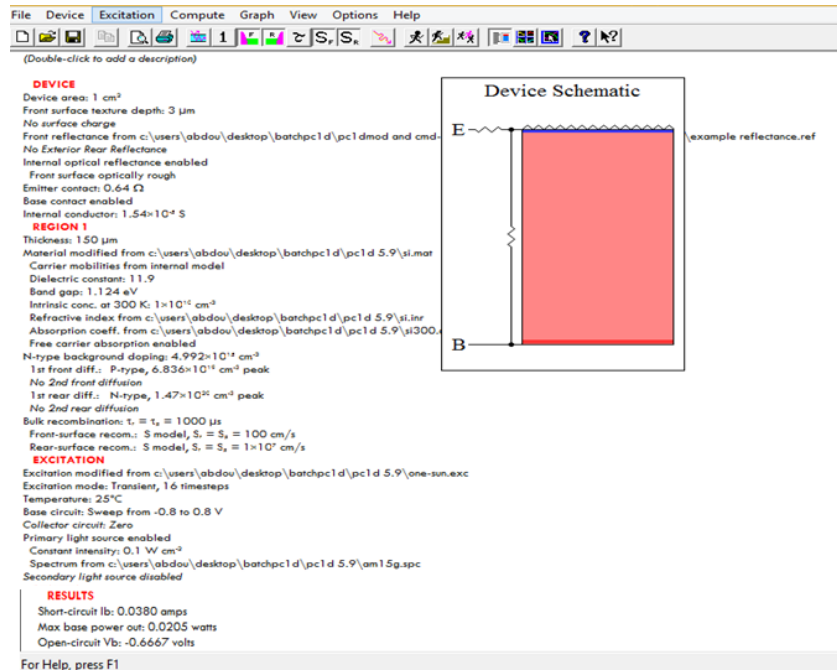 File Device Excitation Compute Graph View Options Help
(Double-click to add a description)
DEVICE
Device area: 1 cm²
Front surface texture depth: 3 µm
No surface charge
Front reflectance from c:\users\abdou\desktop\batchpc1d\pc1dmod and cmd- \example reflectance.ref
No Exterior Rear Reflectance
Internal optical reflectance enabled
Front surface optically rough
Emitter contact: 0.64 Ω
Base contact enabled
Internal conductor: 1.54×10 S
REGION 1
Thickness: 150 µm
Material modified from c:\users\abdou\desktop\batchpc1d\pc1d 5.9\si.mat
Carrier mobilities from internal model
Dielectric constant: 11.9
Band gap: 1.124 eV
Intrinsic conc. at 300 K: 1×10¹⁰ cm⁻³
Refractive index from c:\users\abdou\desktop\batchpc1d\pc1d 5.9\si.inr
Absorption coeff. from c:\users\abdou\desktop\batchpc1d\pc1d 5.9\si300.
Free carrier absorption enabled
N-type background doping: 4.992×10¹⁵ cm⁻³
1st front diff.: P-type, 6.836×10 cm⁻³ peak
No 2nd front diffusion
1st rear diff.: N-type, 1.47×10²⁰ cm⁻³ peak
No 2nd rear diffusion
Bulk recombination: τₙ = τₚ = 1000 µs
Front-surface recom.: S model, Sₙ = Sₚ = 100 cm/s
Rear-surface recom.: S model, Sₙ = Sₚ = 1×10⁷ cm/s
EXCITATION
Excitation modified from c:\users\abdou\desktop\batchpc1d\pc1d 5.9\one-sun.exc
Excitation mode: Transient, 16 timesteps
Temperature: 25°C
Base circuit: Sweep from -0.8 to 0.8 V
Collector circuit: Zero
Primary light source enabled
Constant intensity: 0.1 W cm⁻²
Spectrum from c:\users\abdou\desktop\batchpc1d\pc1d 5.9\am15g.spc
Secondary light source disabled
RESULTS
Short-circuit Ib: 0.0380 amps
Max base power out: 0.0205 watts
Open-circuit Vb: -0.6667 volts
Device Schematic
E
B
For Help, press F1